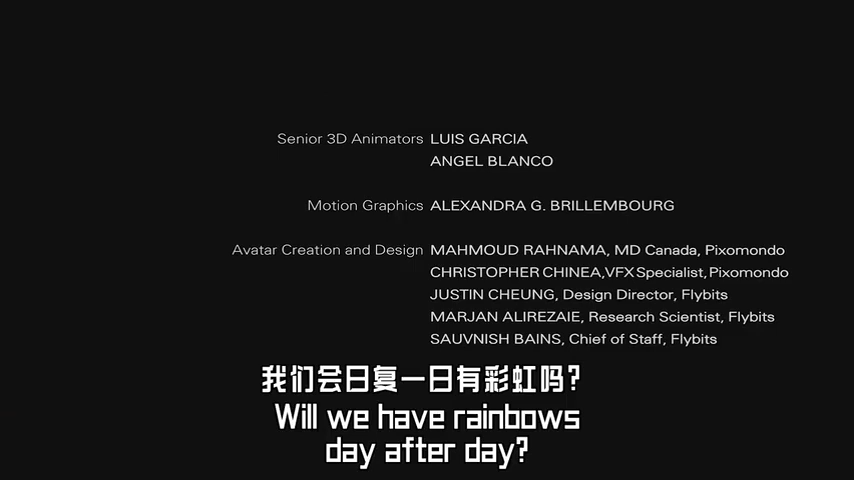 Senior 3D Animators LUIS GARCIA
ANGEL BLANCO
Motion Graphics ALEXANDRA G. BRILLEMBOURG
Avatar Creation and Design MAHMOUD RAHNAMA, MD Canada, Pixomondo
CHRISTOPHER CHINEA, VFX Specialist, Pixomondo
JUSTIN CHEUNG, Design Director, Flybits
MARJAN ALIREZAIE, Research Scientist, Flybits
SAUVNISH BAINS, Chief of Staff, Flybits
我们会日复一日有彩虹吗?
Will we have rainbows
day after day?